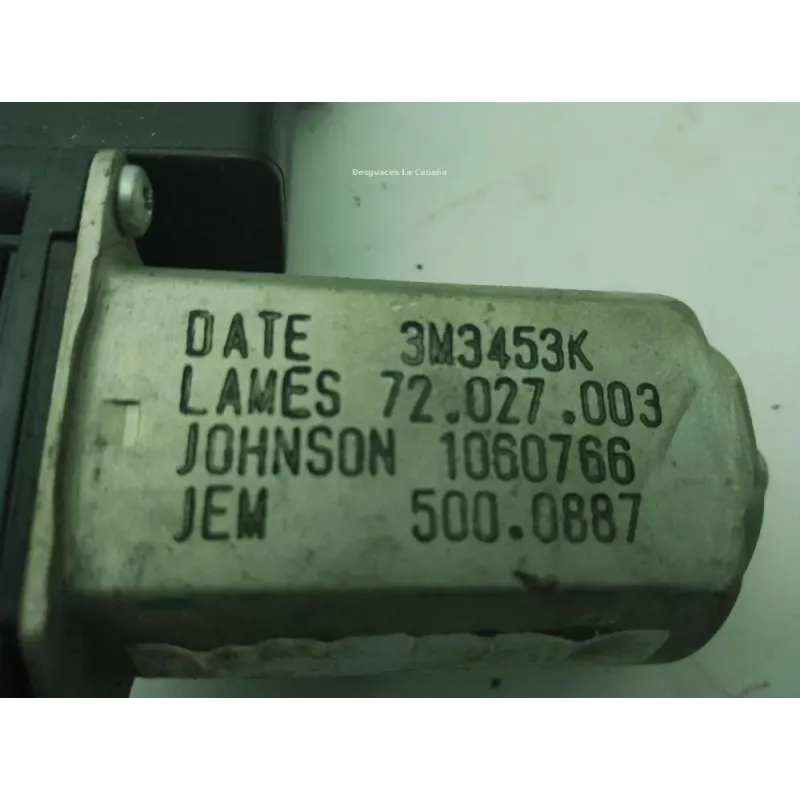 Desguaces La Cabaña
DATE 3M3453K
LAMES 72.027.003
JOHNSON 1060766
JEM 500.0887